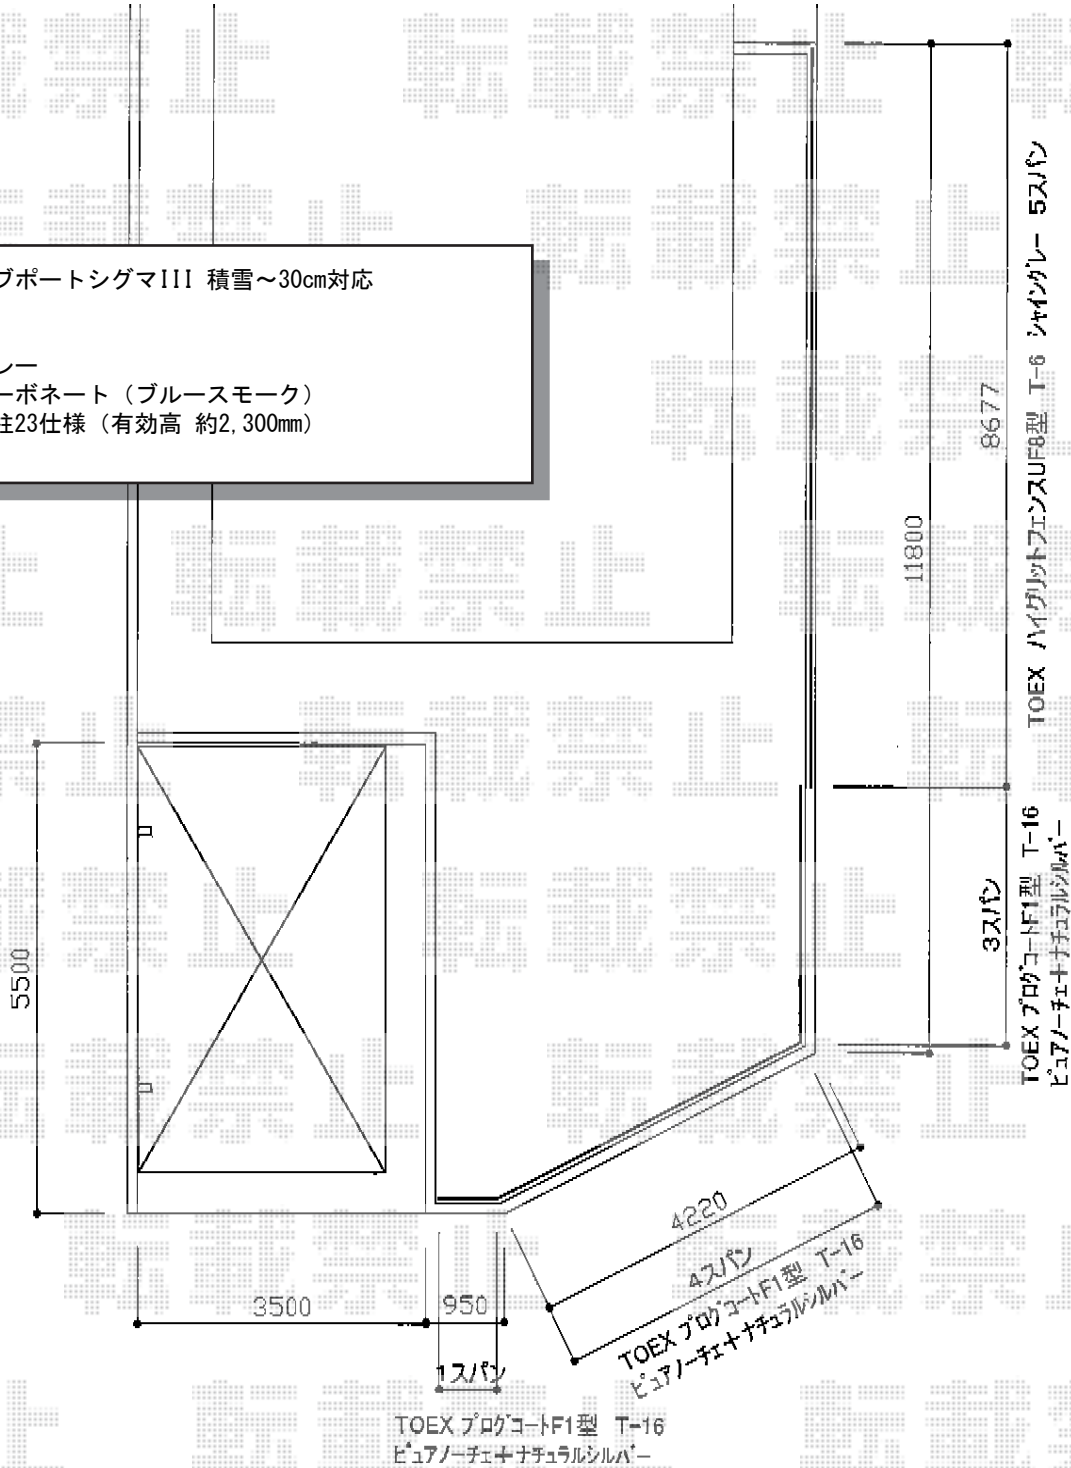 ブポートシグマIII 積雪～30cm対応
レー
ーボネート（ブルースモーク）
柱23仕様（有効高 約2,300mm）
TOEX ハイグリットフェンスUF8型 T-6 シャイングレー 5スパン
8677
11800
3スパン
TOEX プログコートF1型 T-16
ピュアノーチェ+ナチュラルシルバー
5500
3500
950
1スパン
TOEX プログコートF1型 T-16
ピュアノーチェ+ナチュラルシルバー
4220
4スパン
TOEX プログコートF1型 T-16
ピュアノーチェ+ナチュラルシルバー
転載禁止